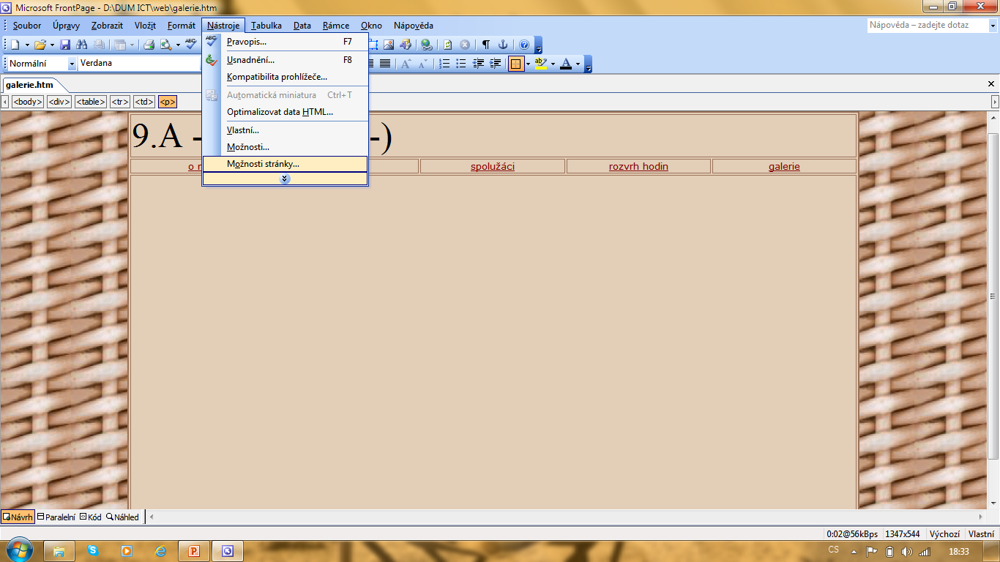 Microsoft FrontPage - D:\DUM ICT\web\galerie.htm
Soubor Úpravy Zobrazit Vložit Formát Nástroje Tabulka Data Rámce Okno Nápověda
Nápověda – zadejte dotaz
Normální Verdana
Pravopis... F7
Usnadnění... F8
Kompatibilita prohlížeče...
Automatická miniatura Ctrl+T
Optimalizovat data HTML...
Vlastní...
Možnosti...
Možnosti stránky...
galerie.htm
<body> <div> <table> <tr> <td> <p>
9.A - -)
o spolužáci rozvrh hodin galerie
Návrh Paralelní Kód Náhled
0:02@56kBps 1347x544 Výchozí Vlastní
CS 18:33